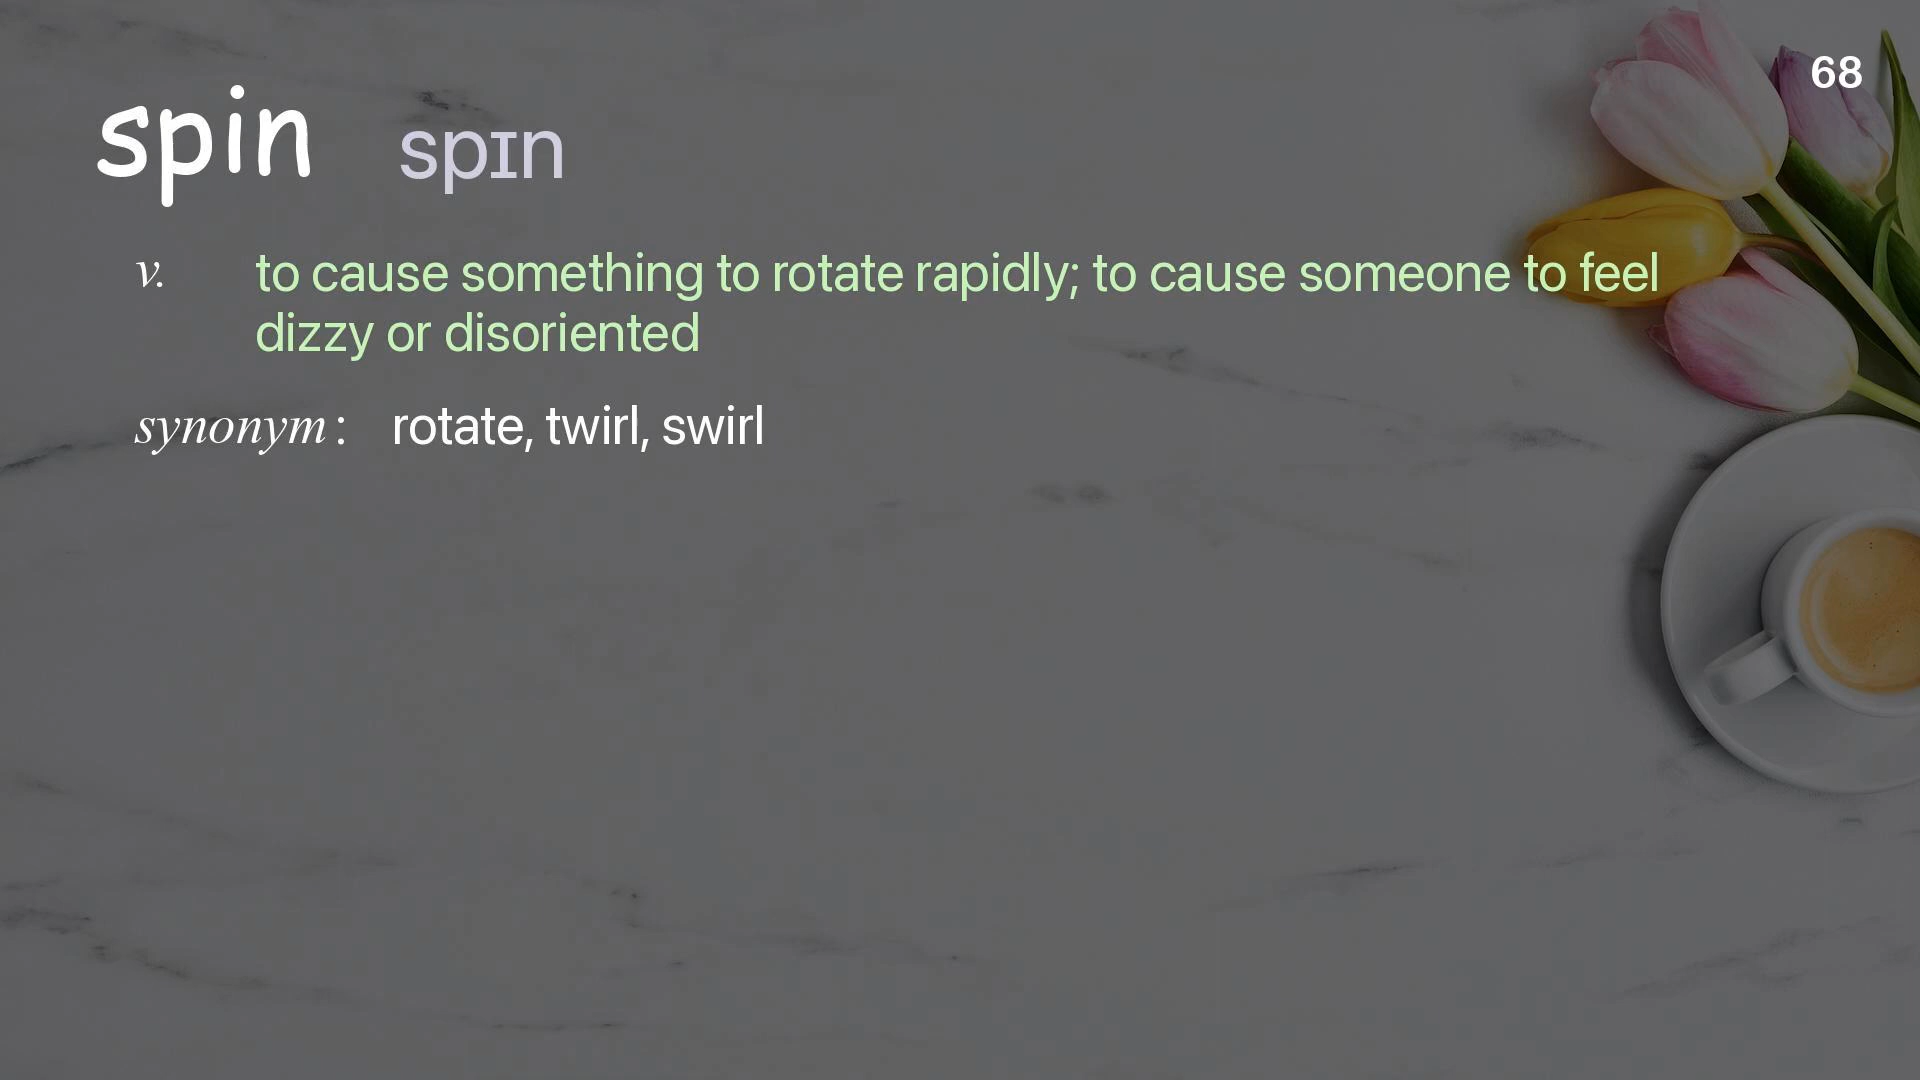 68
spin spɪn
v. to cause something to rotate rapidly; to cause someone to feel
dizzy or disoriented
synonym : rotate, twirl, swirl